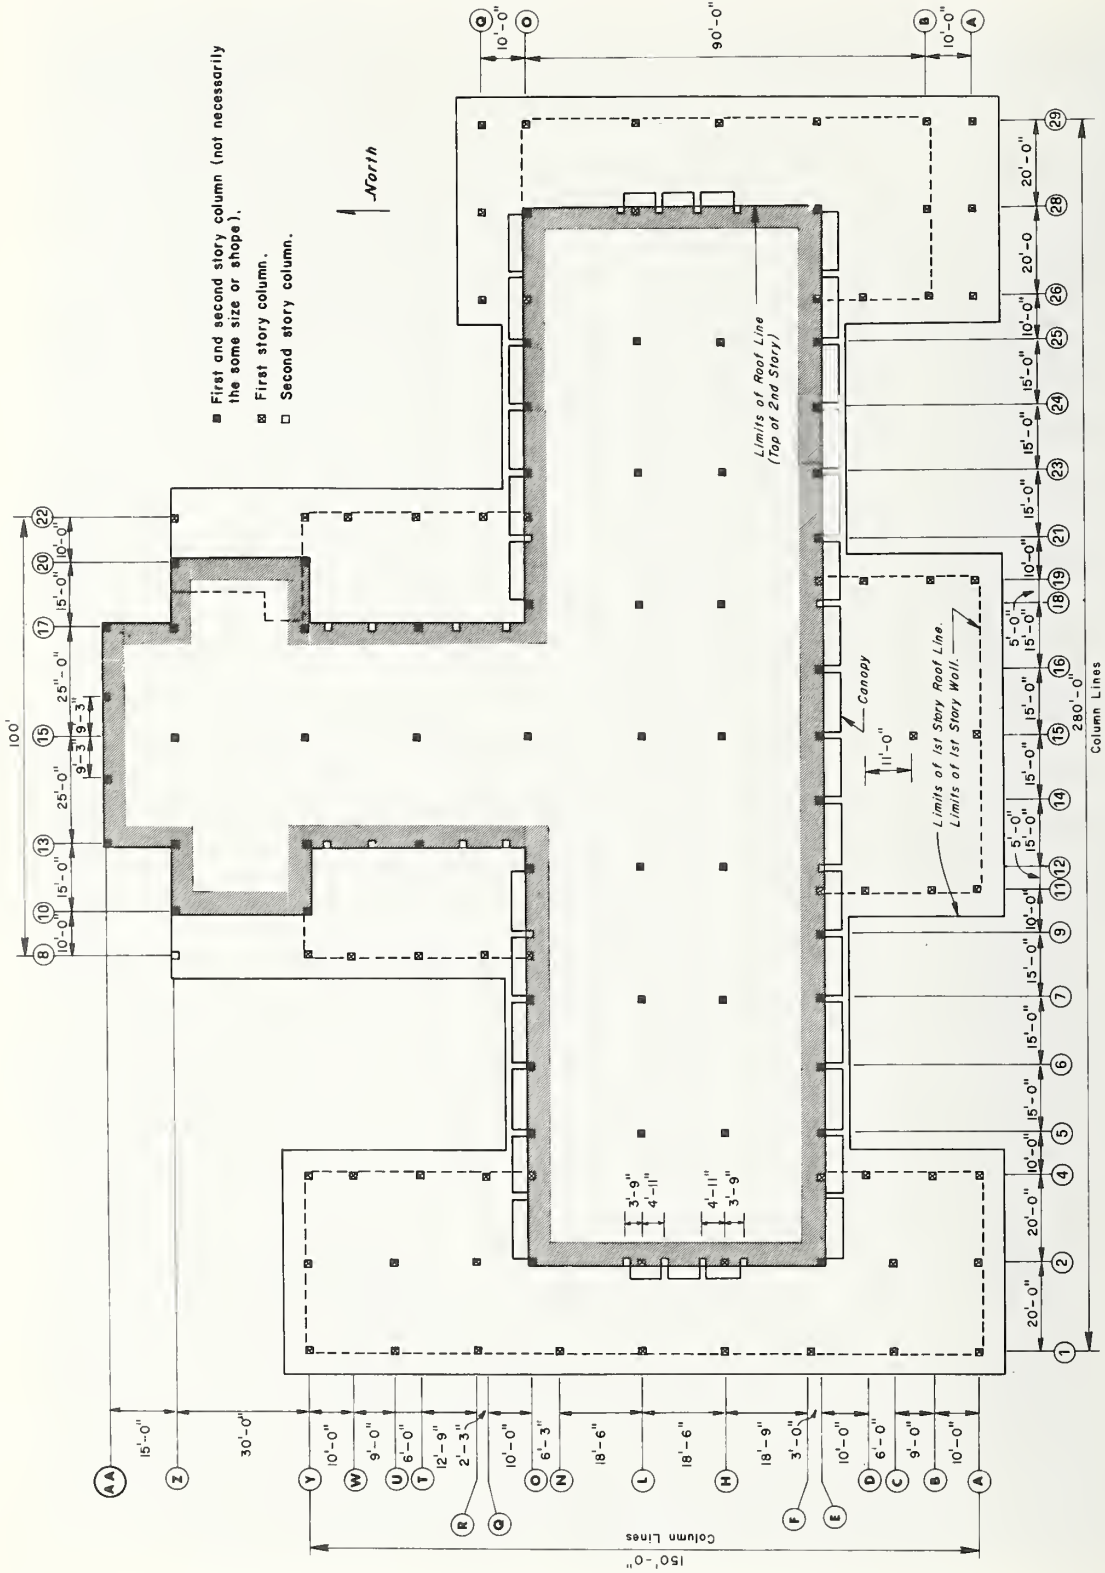 ■ First and second story column (not necessarily
the same size or shape).
First story column.
□ Second story column.
North
100'
8
10'-0"
10
15'-0"
13
25'-0"
9'-3"
15
9'-3"
25"-0"
17
15'-0"
20
10'-0"
22
Q
10'-0"
O
90'-0"
B
10'-0"
A
Limits of Roof Line
(Top of 2nd Story)
Canopy
11'-0"
Limits of 1st Story Roof Line.
Limits of 1st Story Wall.
3'-9"
4'-11"
4'-11"
3'-9"
AA
15'-0"
Z
30'-0"
Y
10'-0"
W
9'-0"
U
6'-0"
T
12'-9"
2'-3"
R
Q
10'-0"
O
6'-3"
N
18'-6"
L
18'-6"
H
18'-9"
3'-0"
F
E
10'-0"
D
6'-0"
C
9'-0"
B
10'-0"
A
Column Lines
150'-0"
1
20'-0"
2
20'-0"
4
10'-0"
5
15'-0"
6
15'-0"
7
15'-0"
9
10'-0"
11
5'-0"
12
15'-0"
14
15'-0"
15
15'-0"
16
15'-0"
18
5'-0"
19
10'-0"
21
15'-0"
23
15'-0"
24
15'-0"
25
10'-0"
26
20'-0
28
20'-0"
29
280'-0"
Column Lines